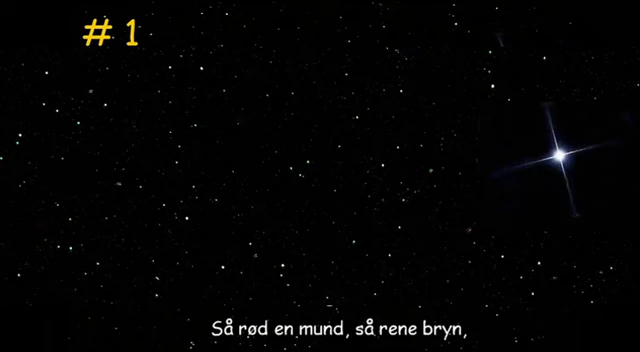 # 1
Så rød en mund, så rene bryn,